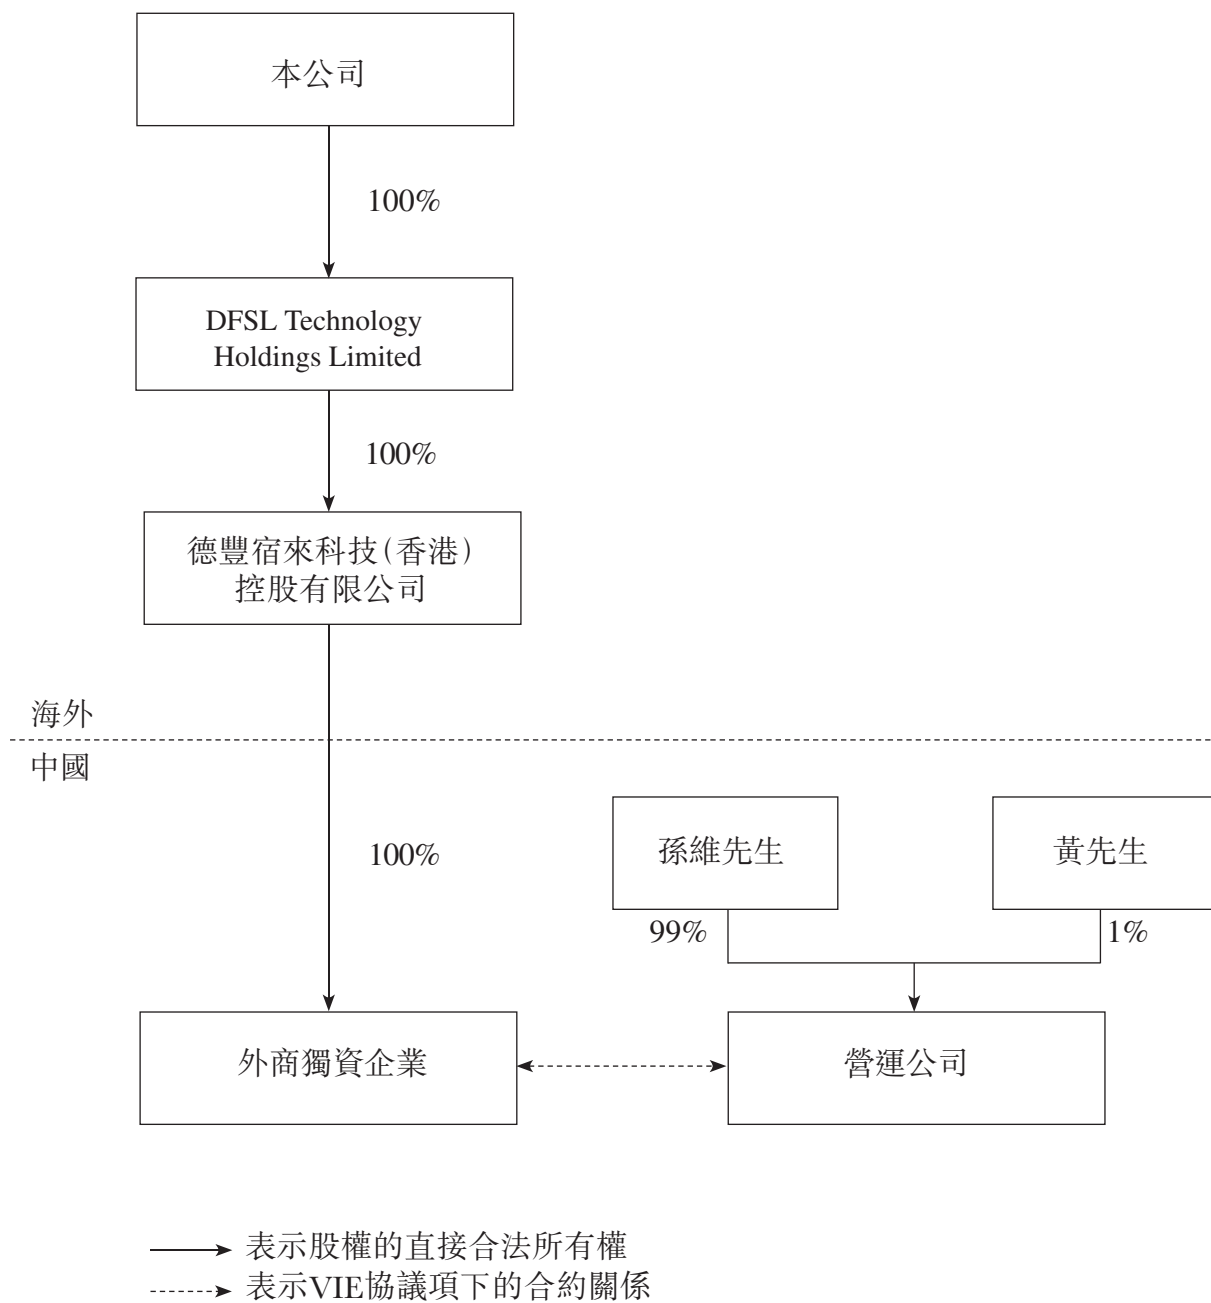 本公司
100%
DFSL Technology
Holdings Limited
100%
德豐宿來科技(香港)
控股有限公司
海外
中國
100%
孫維先生
黃先生
99%
1%
外商獨資企業
營運公司
表示股權的直接合法所有權
表示VIE協議項下的合約關係